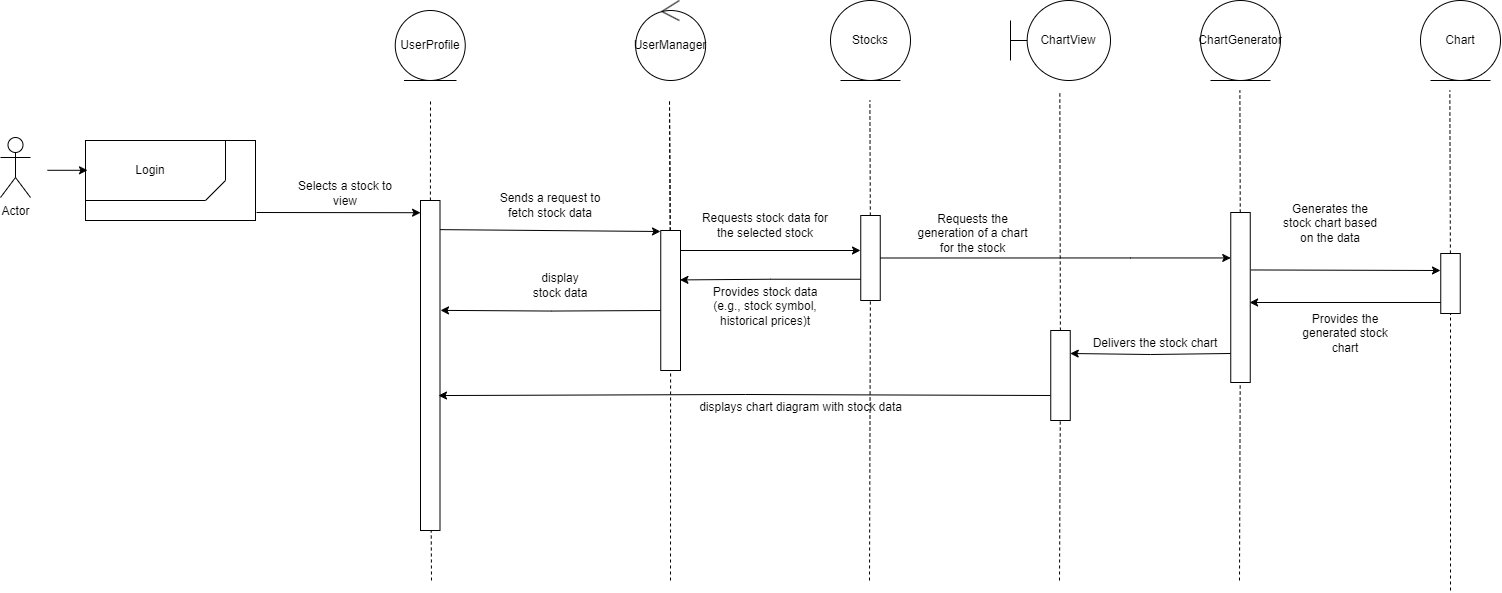 UserProfile
UserManager
Stocks
ChartView
ChartGenerator
Chart
Actor
Login
Selects a stock to
view
Sends a request to
fetch stock data
Requests stock data for
the selected stock
Requests the
generation of a chart
for the stock
Generates the
stock chart based
on the data
display
stock data
Provides stock data
(e.g., stock symbol,
historical prices)t
Provides the
generated stock
chart
Delivers the stock chart
displays chart diagram with stock data